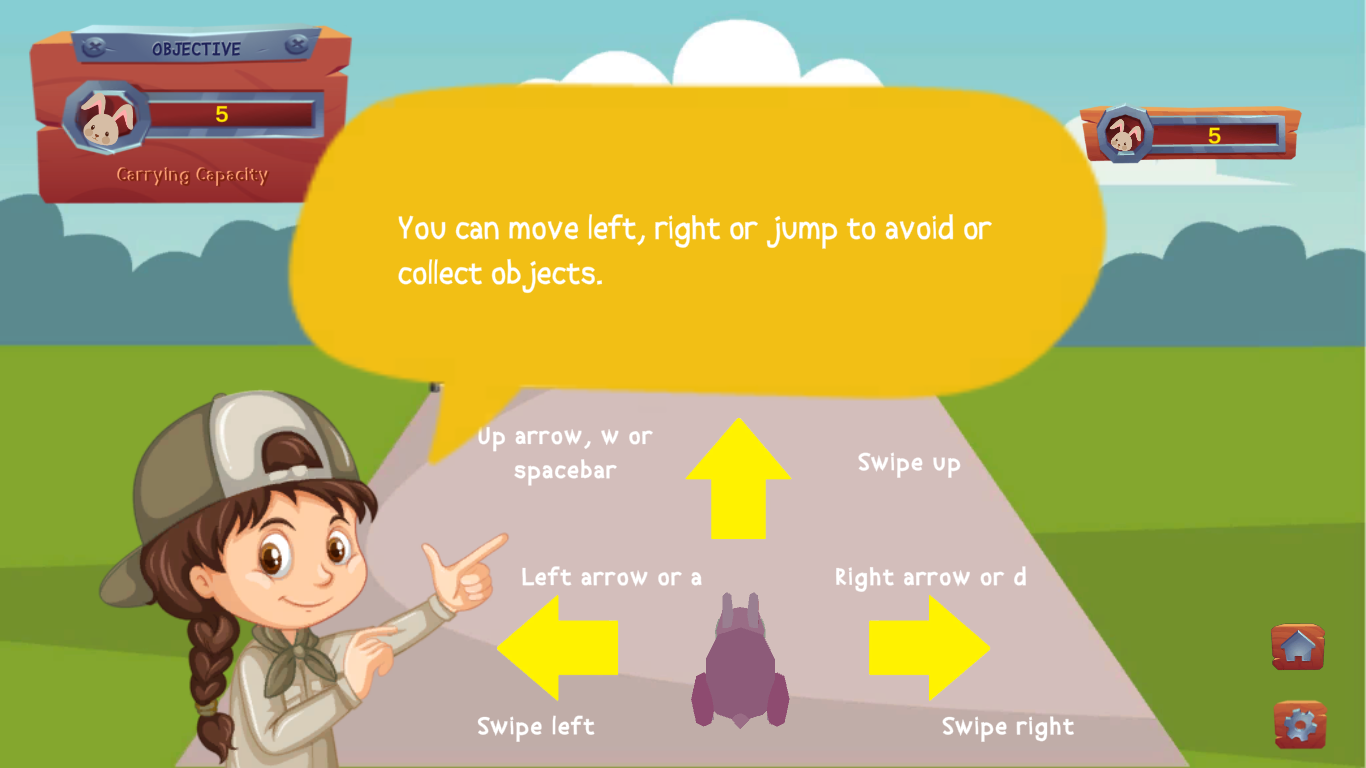 OBJECTIVE
5
Carrying Capacity
5
You can move left, right or jump to avoid or
collect objects.
Up arrow, w or
spacebar
Swipe up
Left arrow or a
Right arrow or d
Swipe left
Swipe right